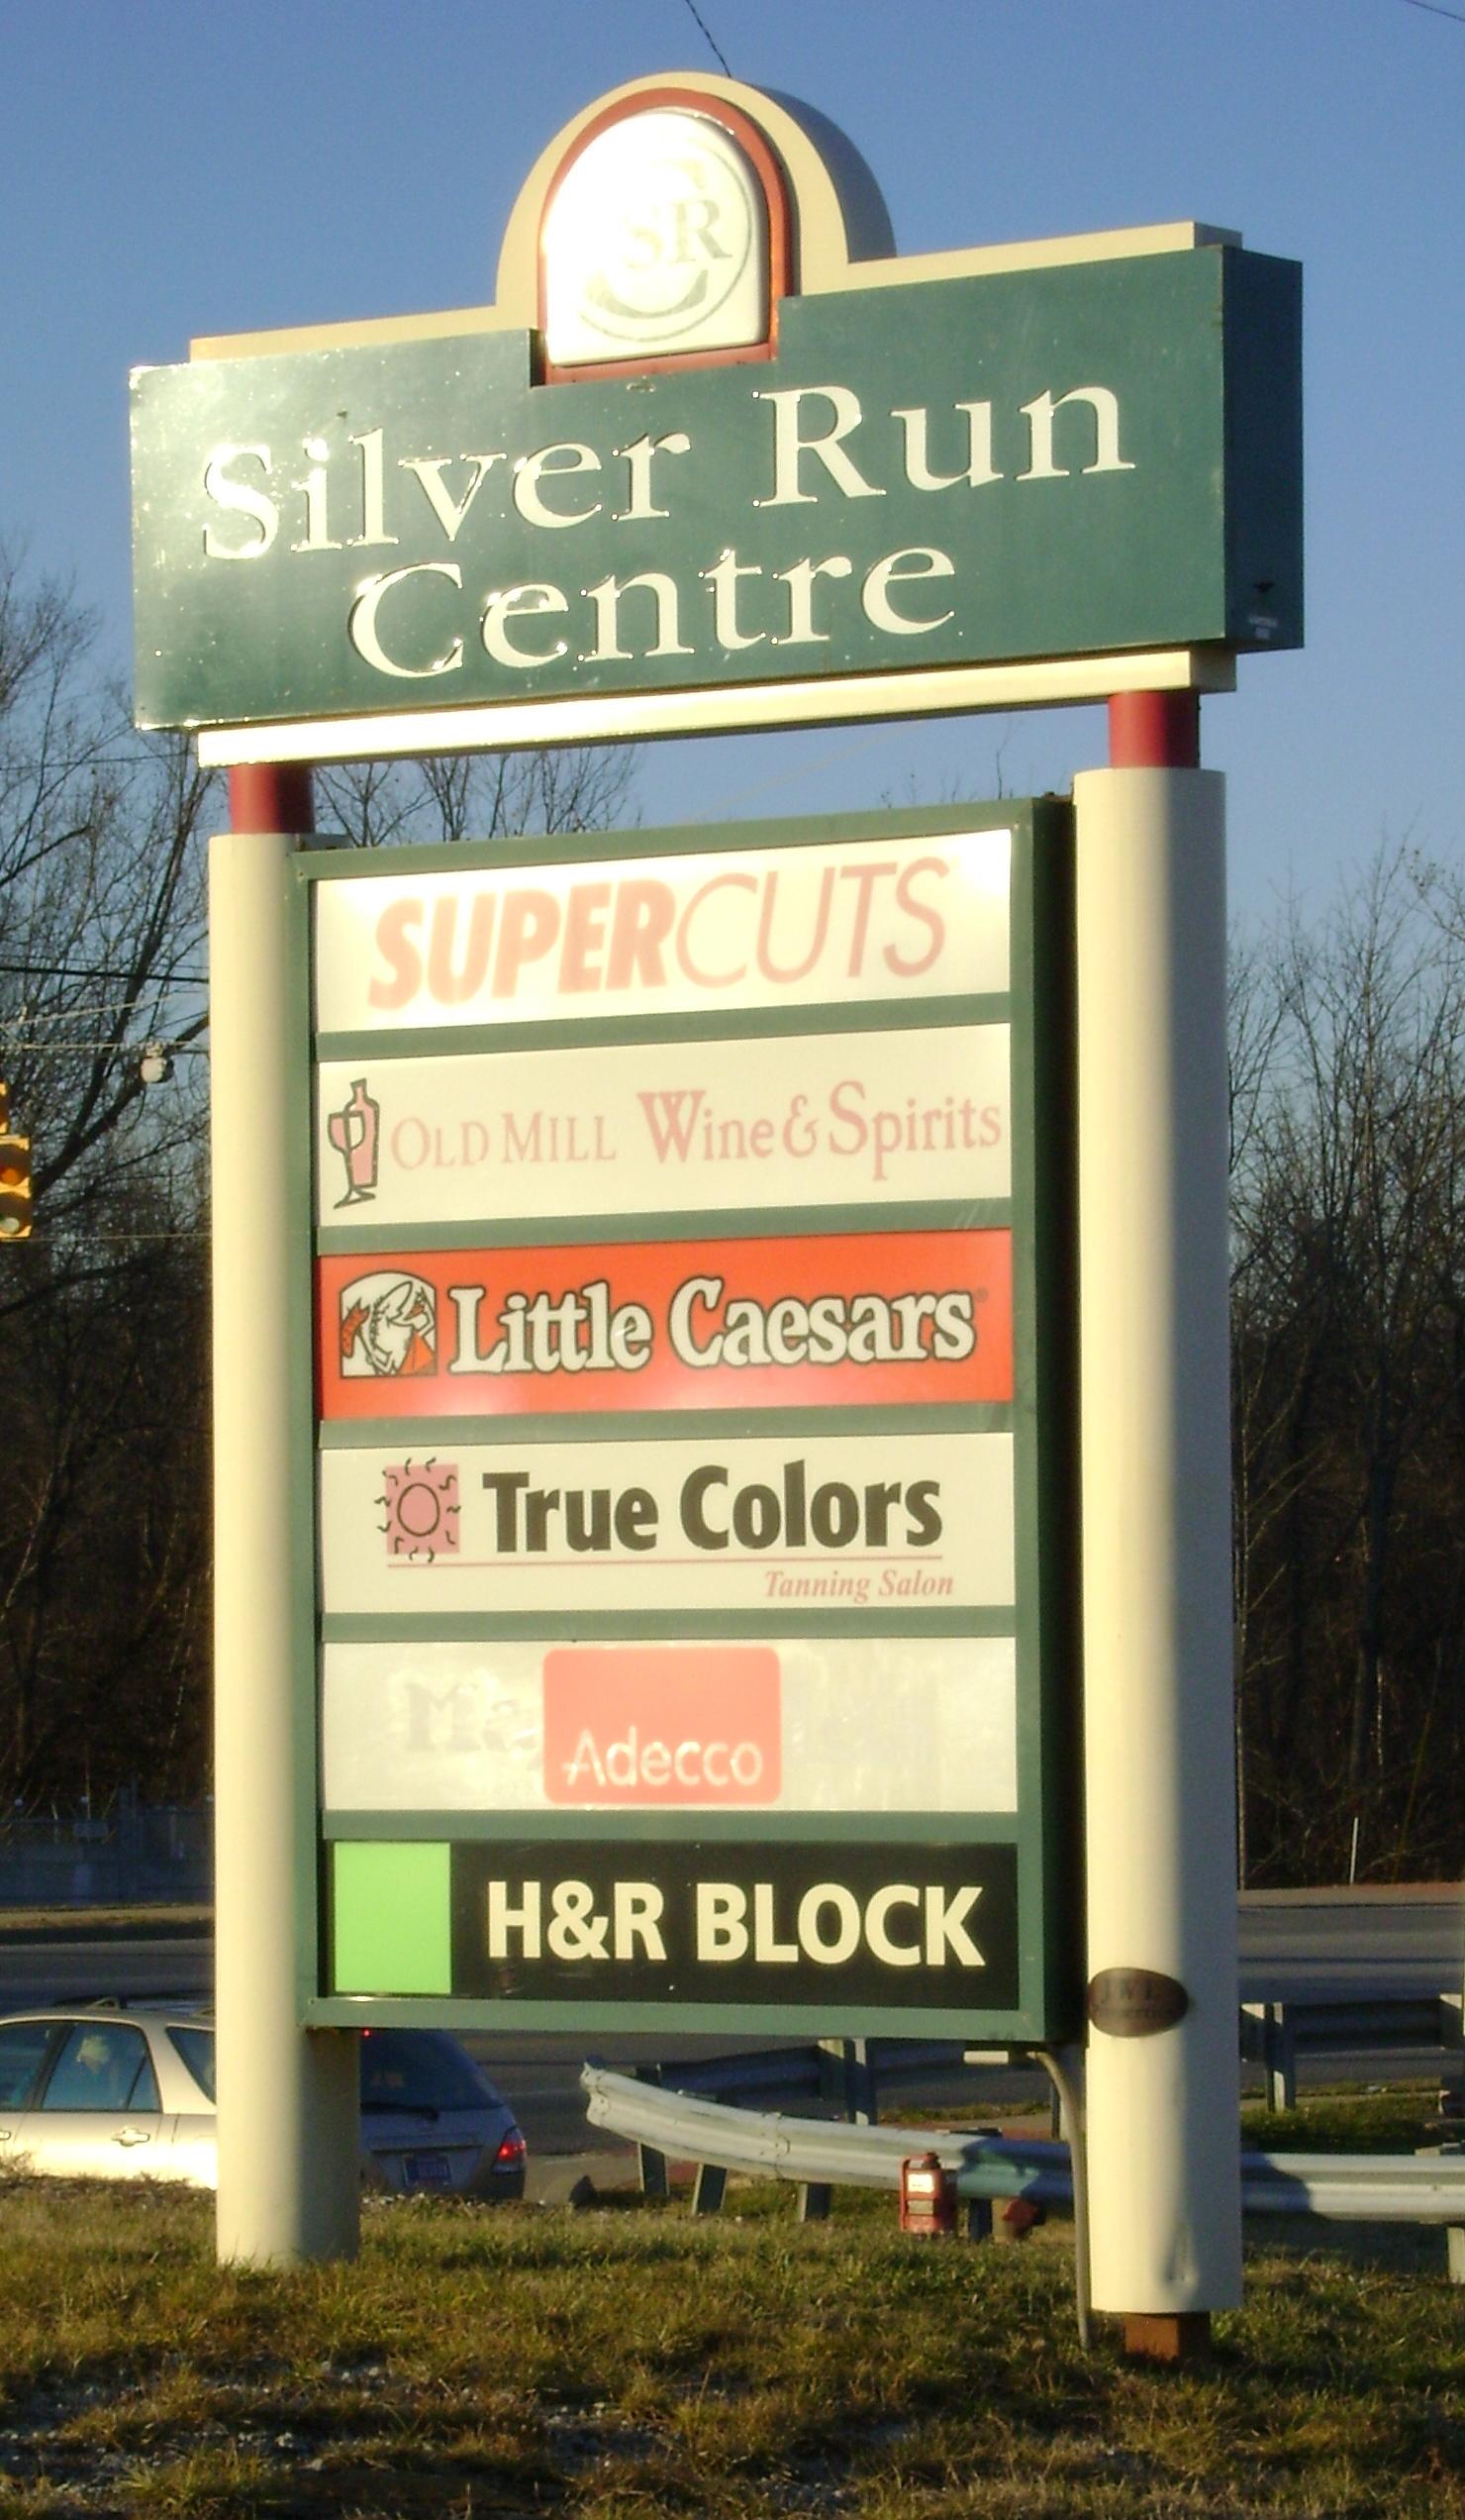 SR
Silver Run
Centre
SUPERCUTS
OLD MILL Wine & Spirits
Little Caesars
True Colors
Tanning Salon
Adecco
H&R BLOCK